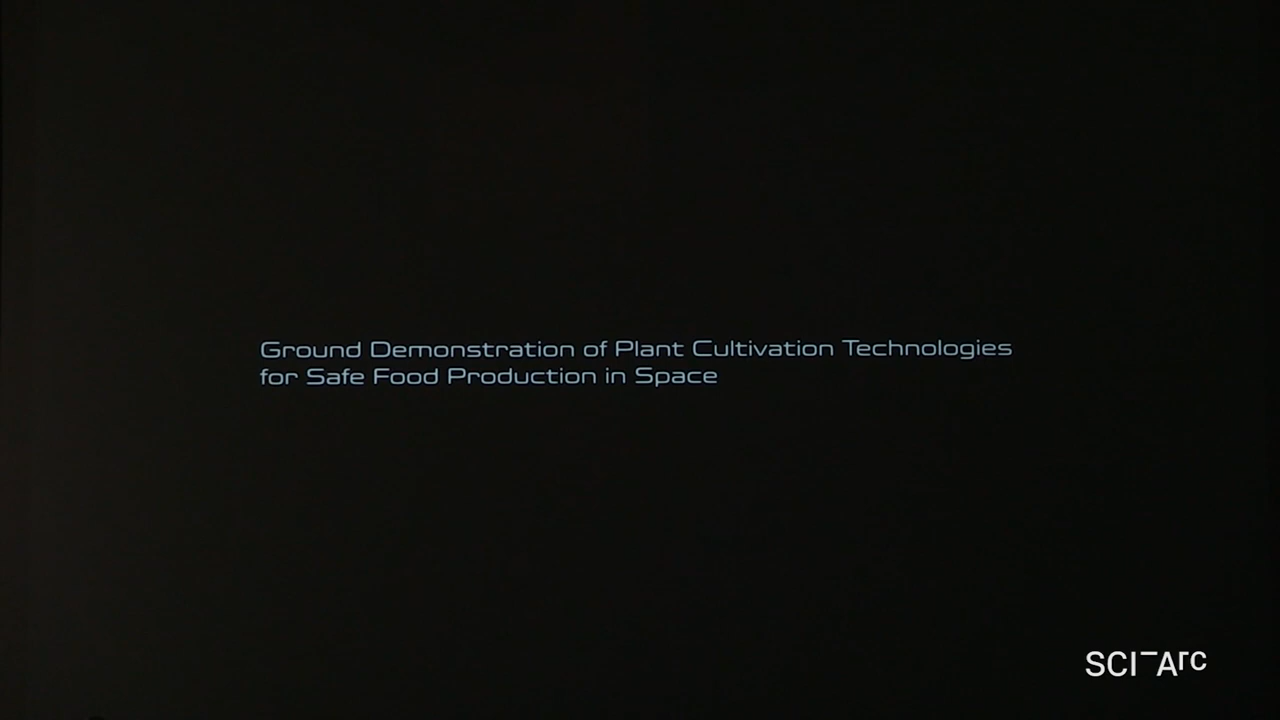 Ground Demonstration of Plant Cultivation Technologies
for Safe Food Production in Space
SCI-Arc